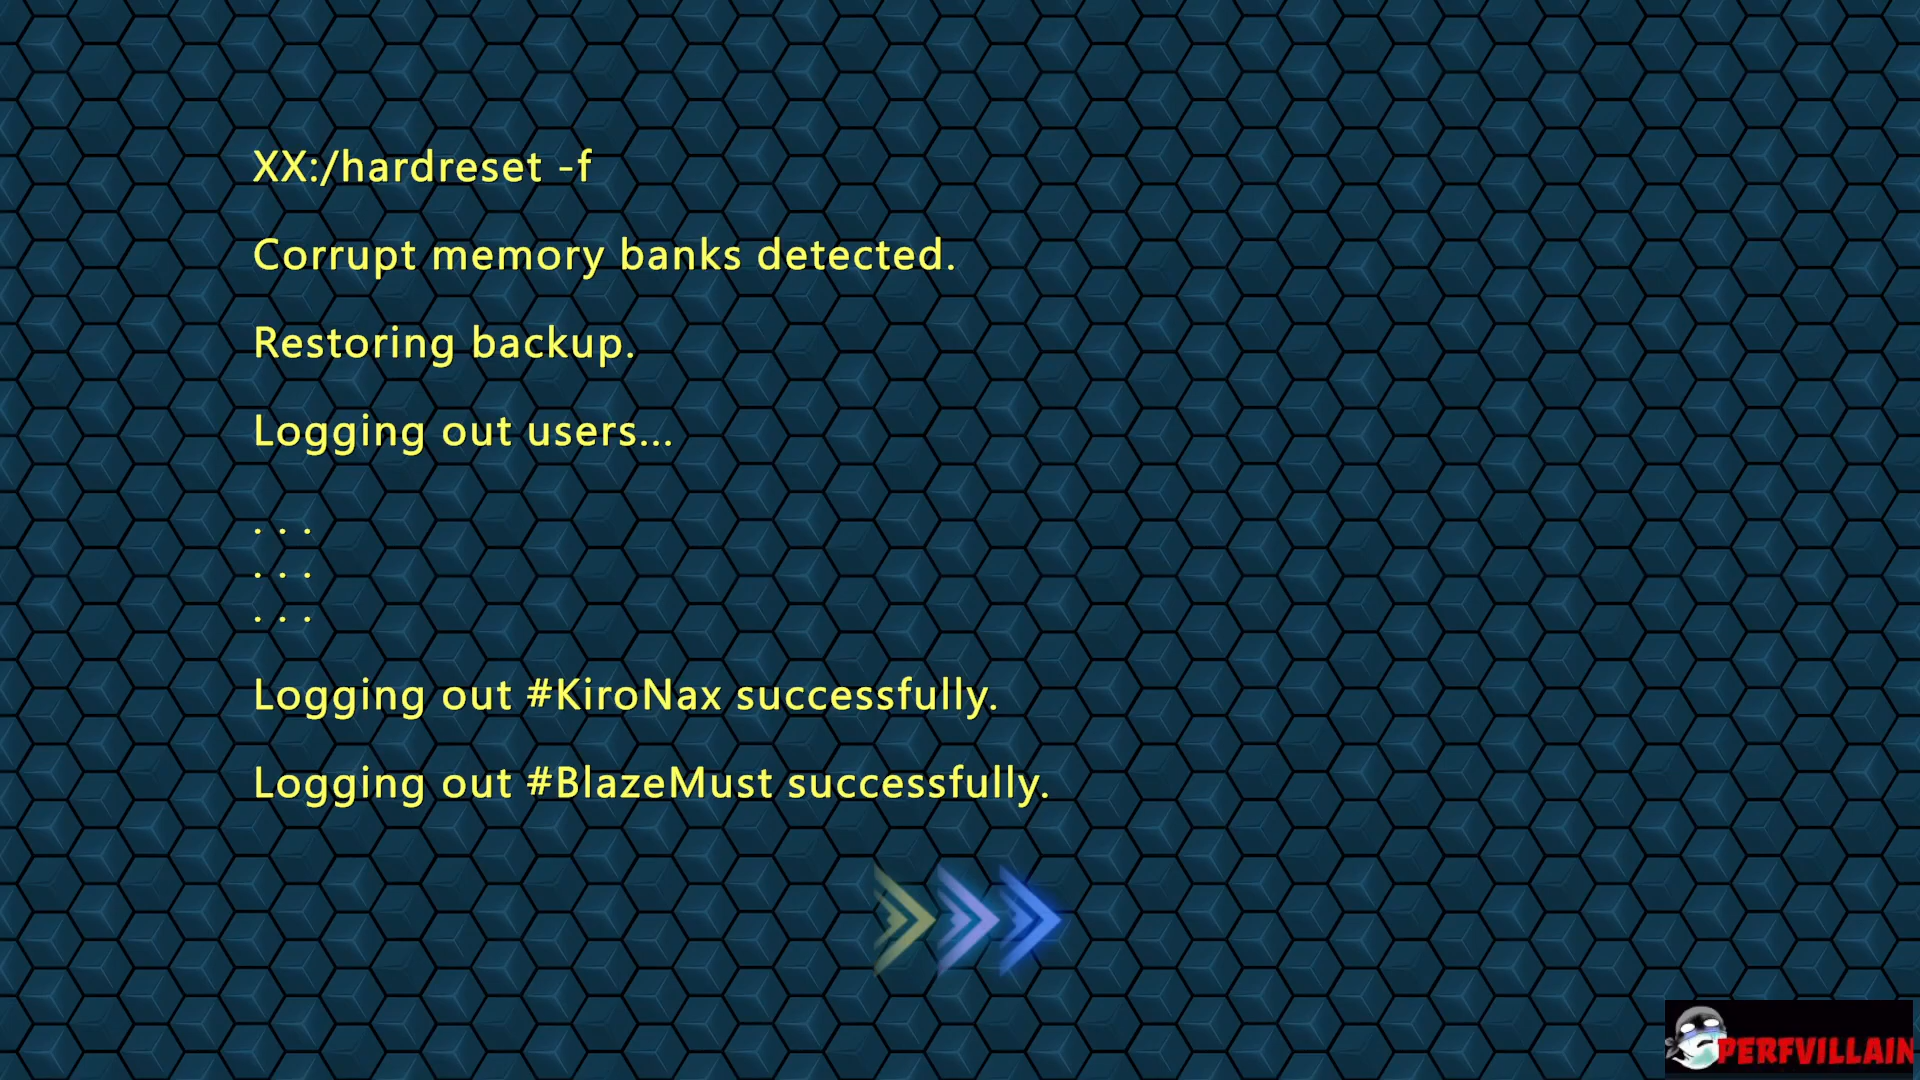 XX:/hardreset -f
Corrupt memory banks detected.
Restoring backup.
Logging out users...
. . .
. . .
. . .
Logging out #KiroNax successfully.
Logging out #BlazeMust successfully.
PERFVILLAIN